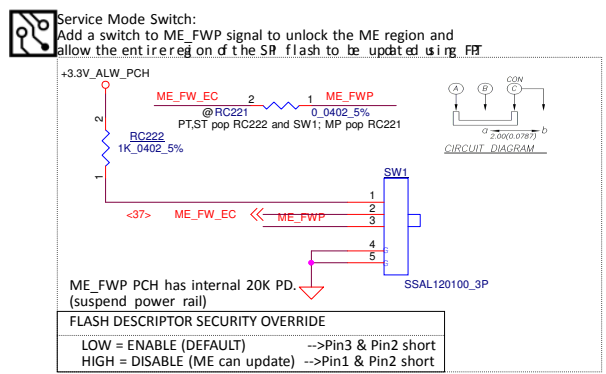 Service Mode Switch:
Add a switch to ME_FWP signal to unlock the ME region and
allow the entire region of the SPI flash to be updated using FPT
+3.3V_ALW_PCH
ME_FW_EC 2 1 ME_FWP
@RC221 0_0402_5%
PT,ST pop RC222 and SW1; MP pop RC221
2
RC222
1K_0402_5%
1
CON
A B C
a b
2.00(0.0787)
CIRCUIT DIAGRAM
SW1
1
<37> ME_FW_EC 2
ME_FWP 3
4 G
5 G
SSAL120100_3P
ME_FWP PCH has internal 20K PD.
(suspend power rail)
FLASH DESCRIPTOR SECURITY OVERRIDE
LOW = ENABLE (DEFAULT) -->Pin3 & Pin2 short
HIGH = DISABLE (ME can update) -->Pin1 & Pin2 short